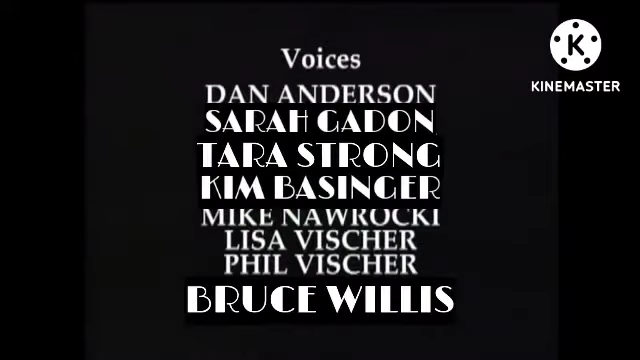 Voices
DAN ANDERSON
SARAH GADON
TARA STRONG
KIM BASINGER
MIKE NAWROCKI
LISA VISCHER
PHIL VISCHER
BRUCE WILLIS
K
KINEMASTER